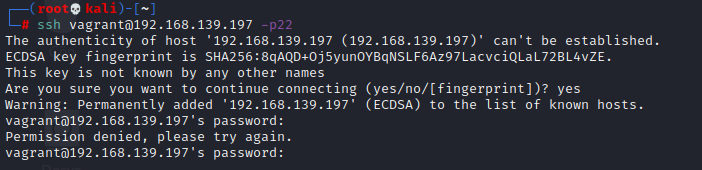 ┌──(root💀kali)-[~]
└─# ssh vagrant@192.168.139.197 -p22
The authenticity of host '192.168.139.197 (192.168.139.197)' can't be established.
ECDSA key fingerprint is SHA256:8qAQD+Oj5yunOYBqNSLF6Az97LacvciQLaL72BL4vZE.
This key is not known by any other names
Are you sure you want to continue connecting (yes/no/[fingerprint])? yes
Warning: Permanently added '192.168.139.197' (ECDSA) to the list of known hosts.
vagrant@192.168.139.197's password:
Permission denied, please try again.
vagrant@192.168.139.197's password: